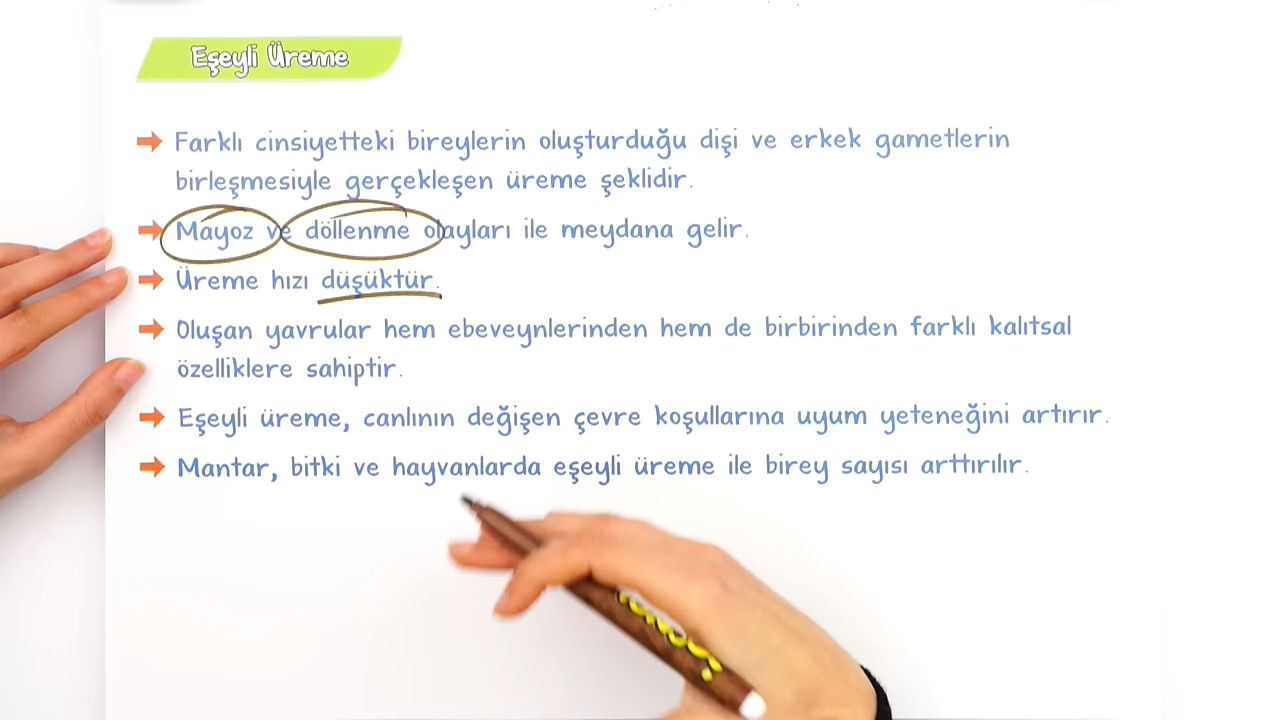 Eşeyli Üreme
Farklı cinsiyetteki bireylerin oluşturduğu dişi ve erkek gametlerin
birleşmesiyle gerçekleşen üreme şeklidir.
Mayoz ve döllenme olayları ile meydana gelir.
Üreme hızı düşüktür.
Oluşan yavrular hem ebeveynlerinden hem de birbirinden farklı kalıtsal
özelliklere sahiptir.
Eşeyli üreme, canlının değişen çevre koşullarına uyum yeteneğini artırır.
Mantar, bitki ve hayvanlarda eşeyli üreme ile birey sayısı arttırılır.